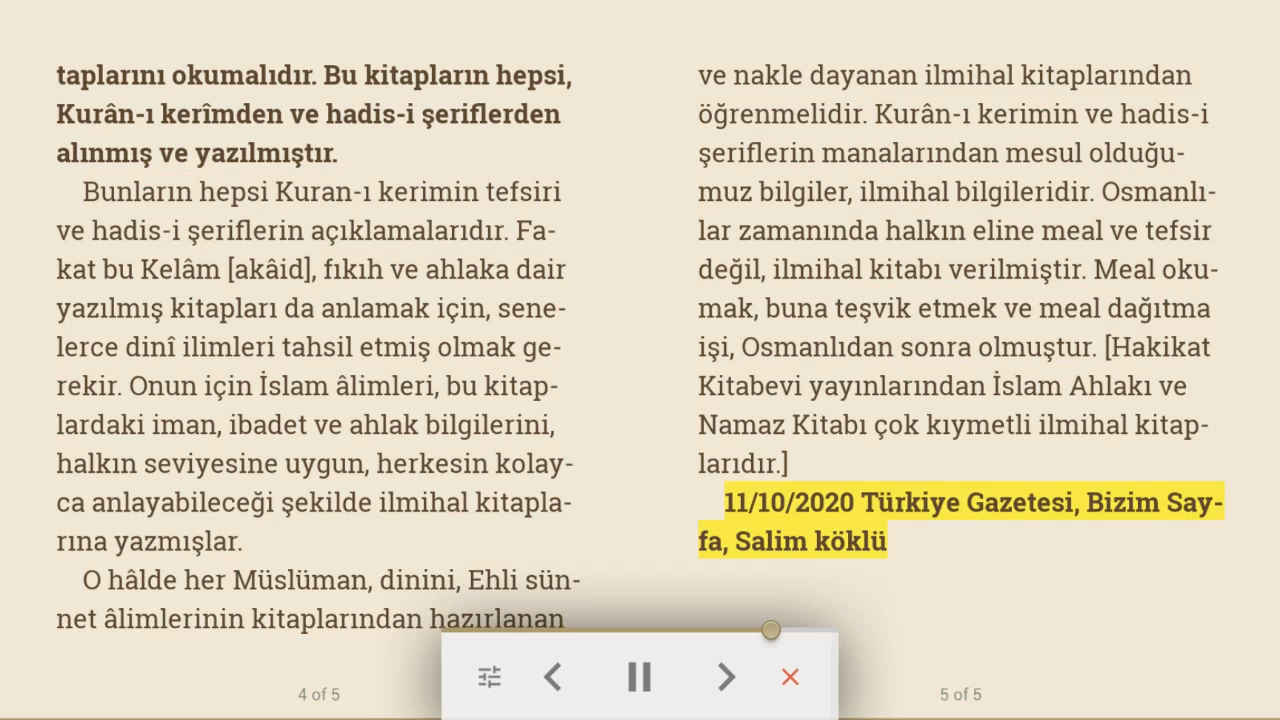 taplarını okumalıdır. Bu kitapların hepsi,
Kurân-ı kerîmden ve hadis-i şeriflerden
alınmış ve yazılmıştır.
Bunların hepsi Kuran-ı kerimin tefsiri
ve hadis-i şeriflerin açıklamalarıdır. Fa-
kat bu Kelâm [akâid], fıkıh ve ahlaka dair
yazılmış kitapları da anlamak için, sene-
lerce dinî ilimleri tahsil etmiş olmak ge-
rekir. Onun için İslam âlimleri, bu kitap-
lardaki iman, ibadet ve ahlak bilgilerini,
halkın seviyesine uygun, herkesin kolay-
ca anlayabileceği şekilde ilmihal kitapla-
rına yazmışlar.
O hâlde her Müslüman, dinini, Ehli sün-
net âlimlerinin kitaplarından hazırlanan
4 of 5
ve nakle dayanan ilmihal kitaplarından
öğrenmelidir. Kurân-ı kerimin ve hadis-i
şeriflerin manalarından mesul olduğu-
muz bilgiler, ilmihal bilgileridir. Osmanlı-
lar zamanında halkın eline meal ve tefsir
değil, ilmihal kitabı verilmiştir. Meal oku-
mak, buna teşvik etmek ve meal dağıtma
işi, Osmanlıdan sonra olmuştur. [Hakikat
Kitabevi yayınlarından İslam Ahlakı ve
Namaz Kitabı çok kıymetli ilmihal kitap-
larıdır.]
11/10/2020 Türkiye Gazetesi, Bizim Say-
fa, Salim köklü
5 of 5